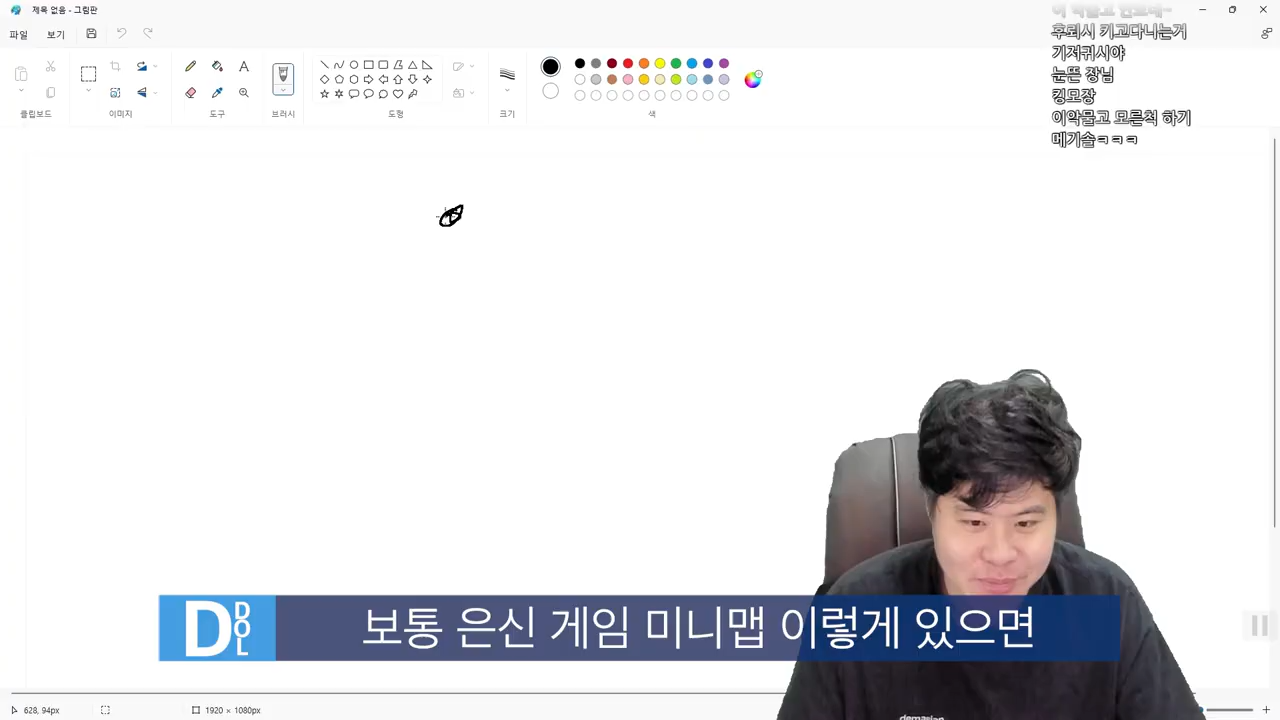 제목 없음 - 그림판
파일
보기
클립보드
이미지
도구
브러시
도형
크기
색
후퇴시 키고다니는거
기저귀시야
눈뜬 장님
킹모장
이악물고 모른척 하기
메기솔ㅋㅋㅋ
D DDOL
보통 은신 게임 미니맵 이렇게 있으면
demasian
628, 94px
1920 × 1080px